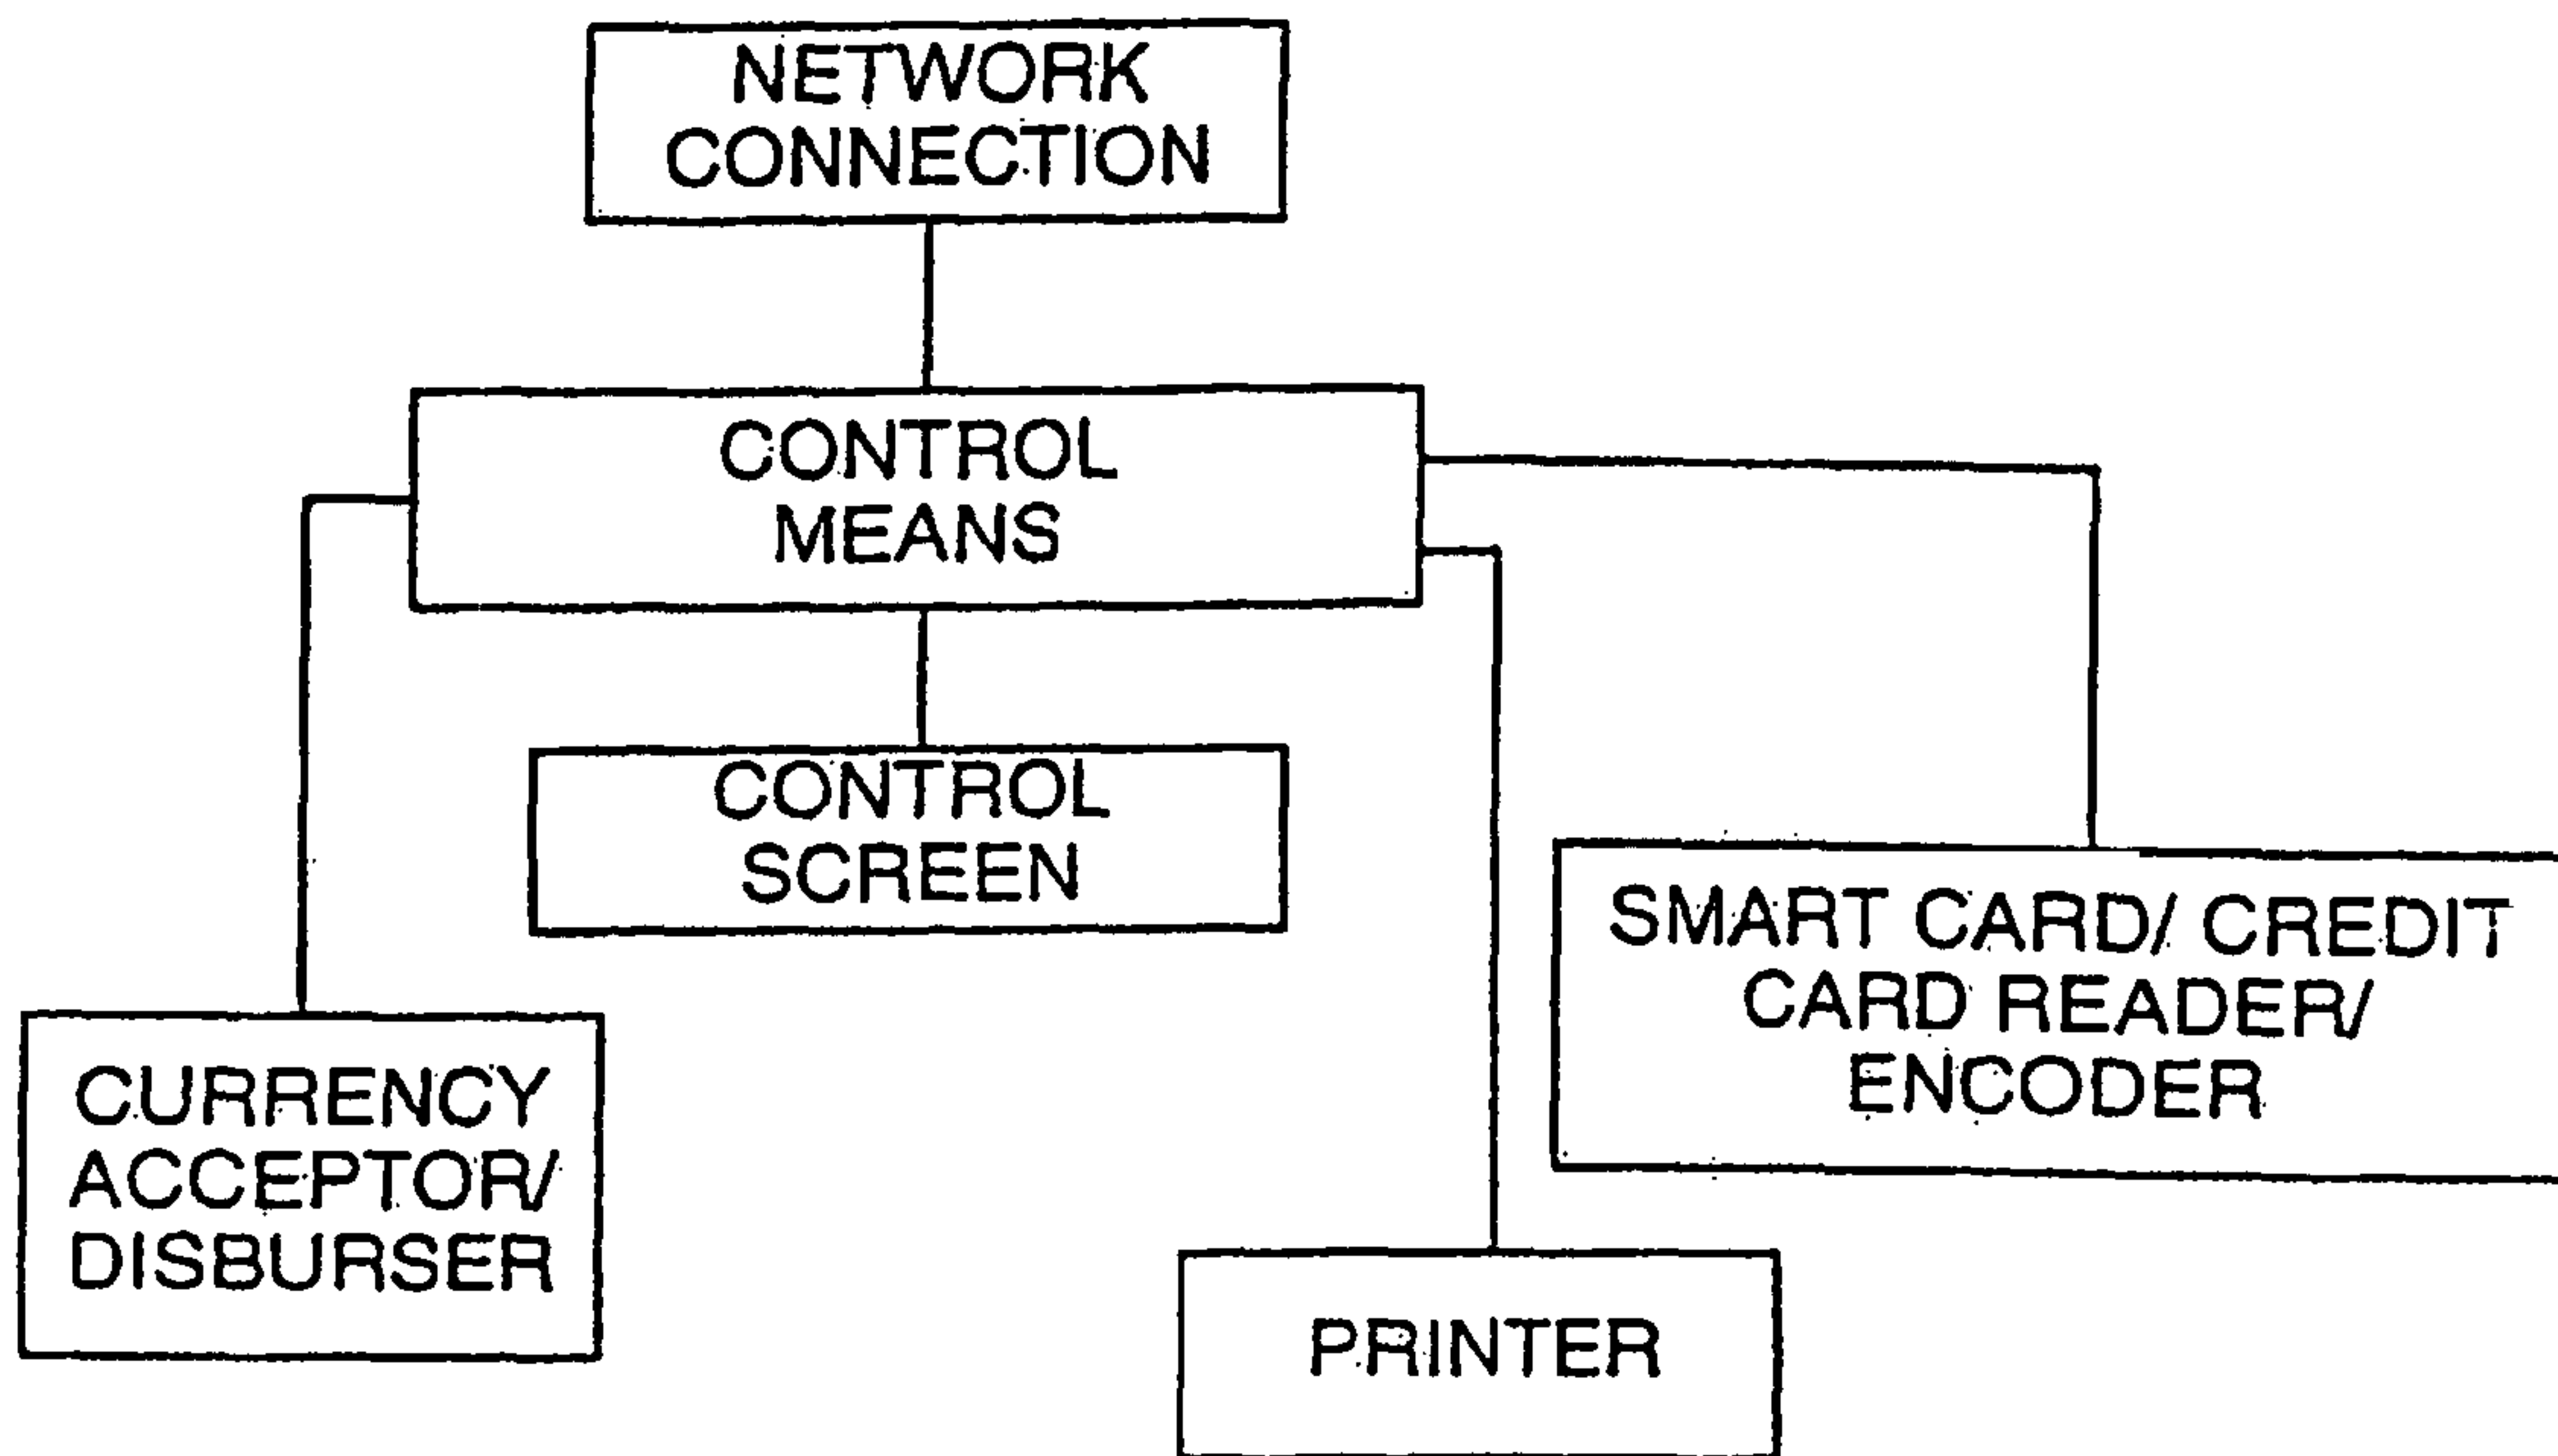 NETWORK
CONNECTION
CONTROL
MEANS
CONTROL
SCREEN
SMART CARD/ CREDIT
CARD READER/
ENCODER
CURRENCY
ACCEPTOR/
DISBURSER
PRINTER